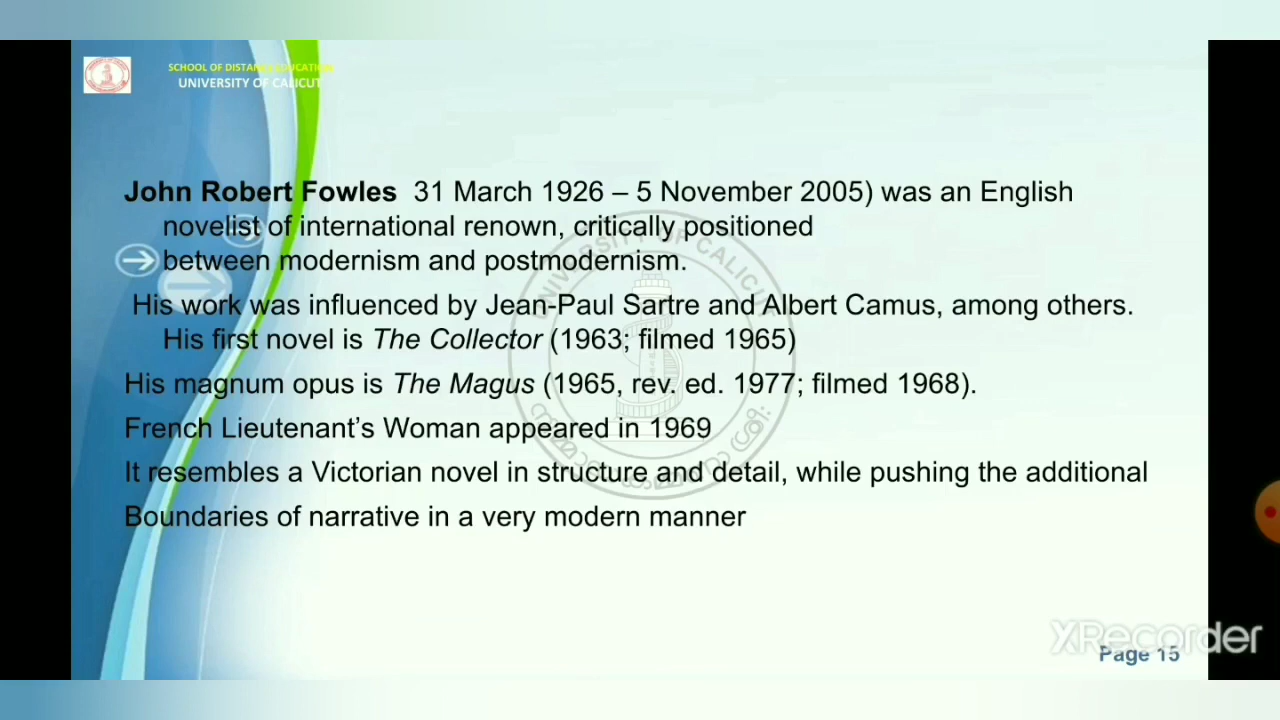 SCHOOL OF DISTANCE EDUCATION
UNIVERSITY OF CALICUT
John Robert Fowles 31 March 1926 – 5 November 2005) was an English
novelist of international renown, critically positioned
between modernism and postmodernism.
His work was influenced by Jean-Paul Sartre and Albert Camus, among others.
His first novel is The Collector (1963; filmed 1965)
His magnum opus is The Magus (1965, rev. ed. 1977; filmed 1968).
French Lieutenant’s Woman appeared in 1969
It resembles a Victorian novel in structure and detail, while pushing the additional
Boundaries of narrative in a very modern manner
UNIVERSITY OF CALICUT
XRecorder
Page 15